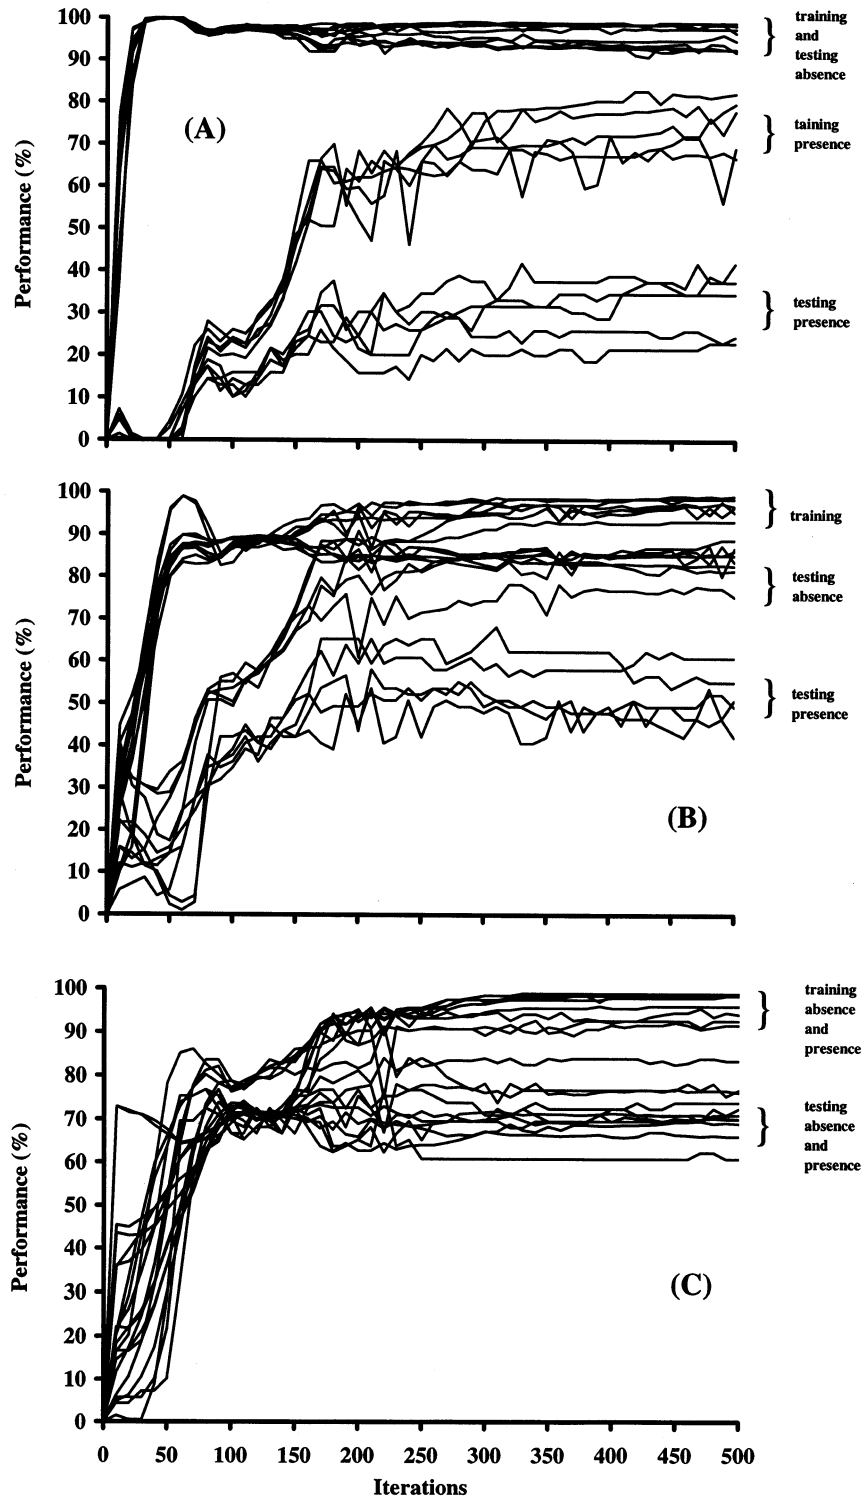 100
90
80
70
60
50
40
30
20
10
0
Performance (%)
(A)
}
training
and
testing
absence
}
taining
presence
}
testing
presence
100
90
80
70
60
50
40
30
20
10
0
Performance (%)
(B)
}
training
}
testing
absence
}
testing
presence
100
90
80
70
60
50
40
30
20
10
0
Performance (%)
(C)
}
training
absence
and
presence
}
testing
absence
and
presence
0 50 100 150 200 250 300 350 400 450 500
Iterations